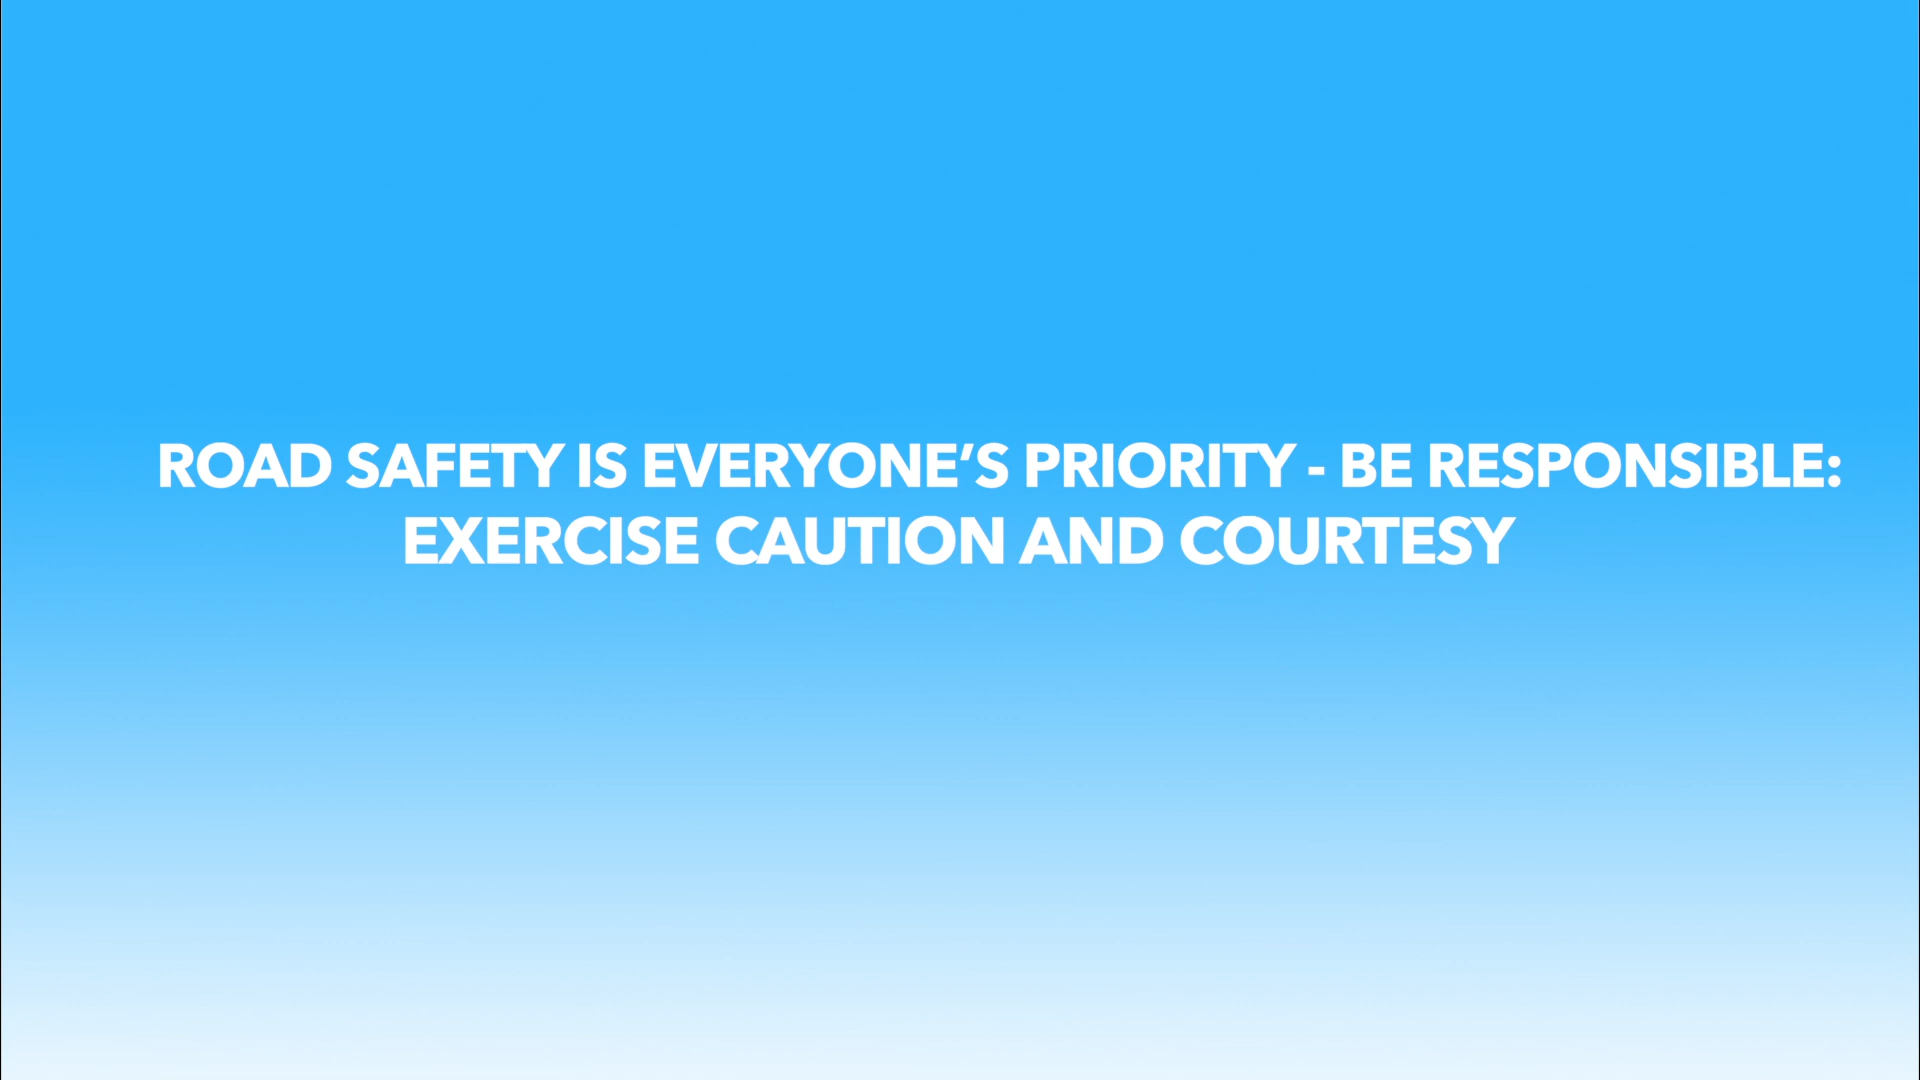 ROAD SAFETY IS EVERYONE’S PRIORITY - BE RESPONSIBLE:
EXERCISE CAUTION AND COURTESY